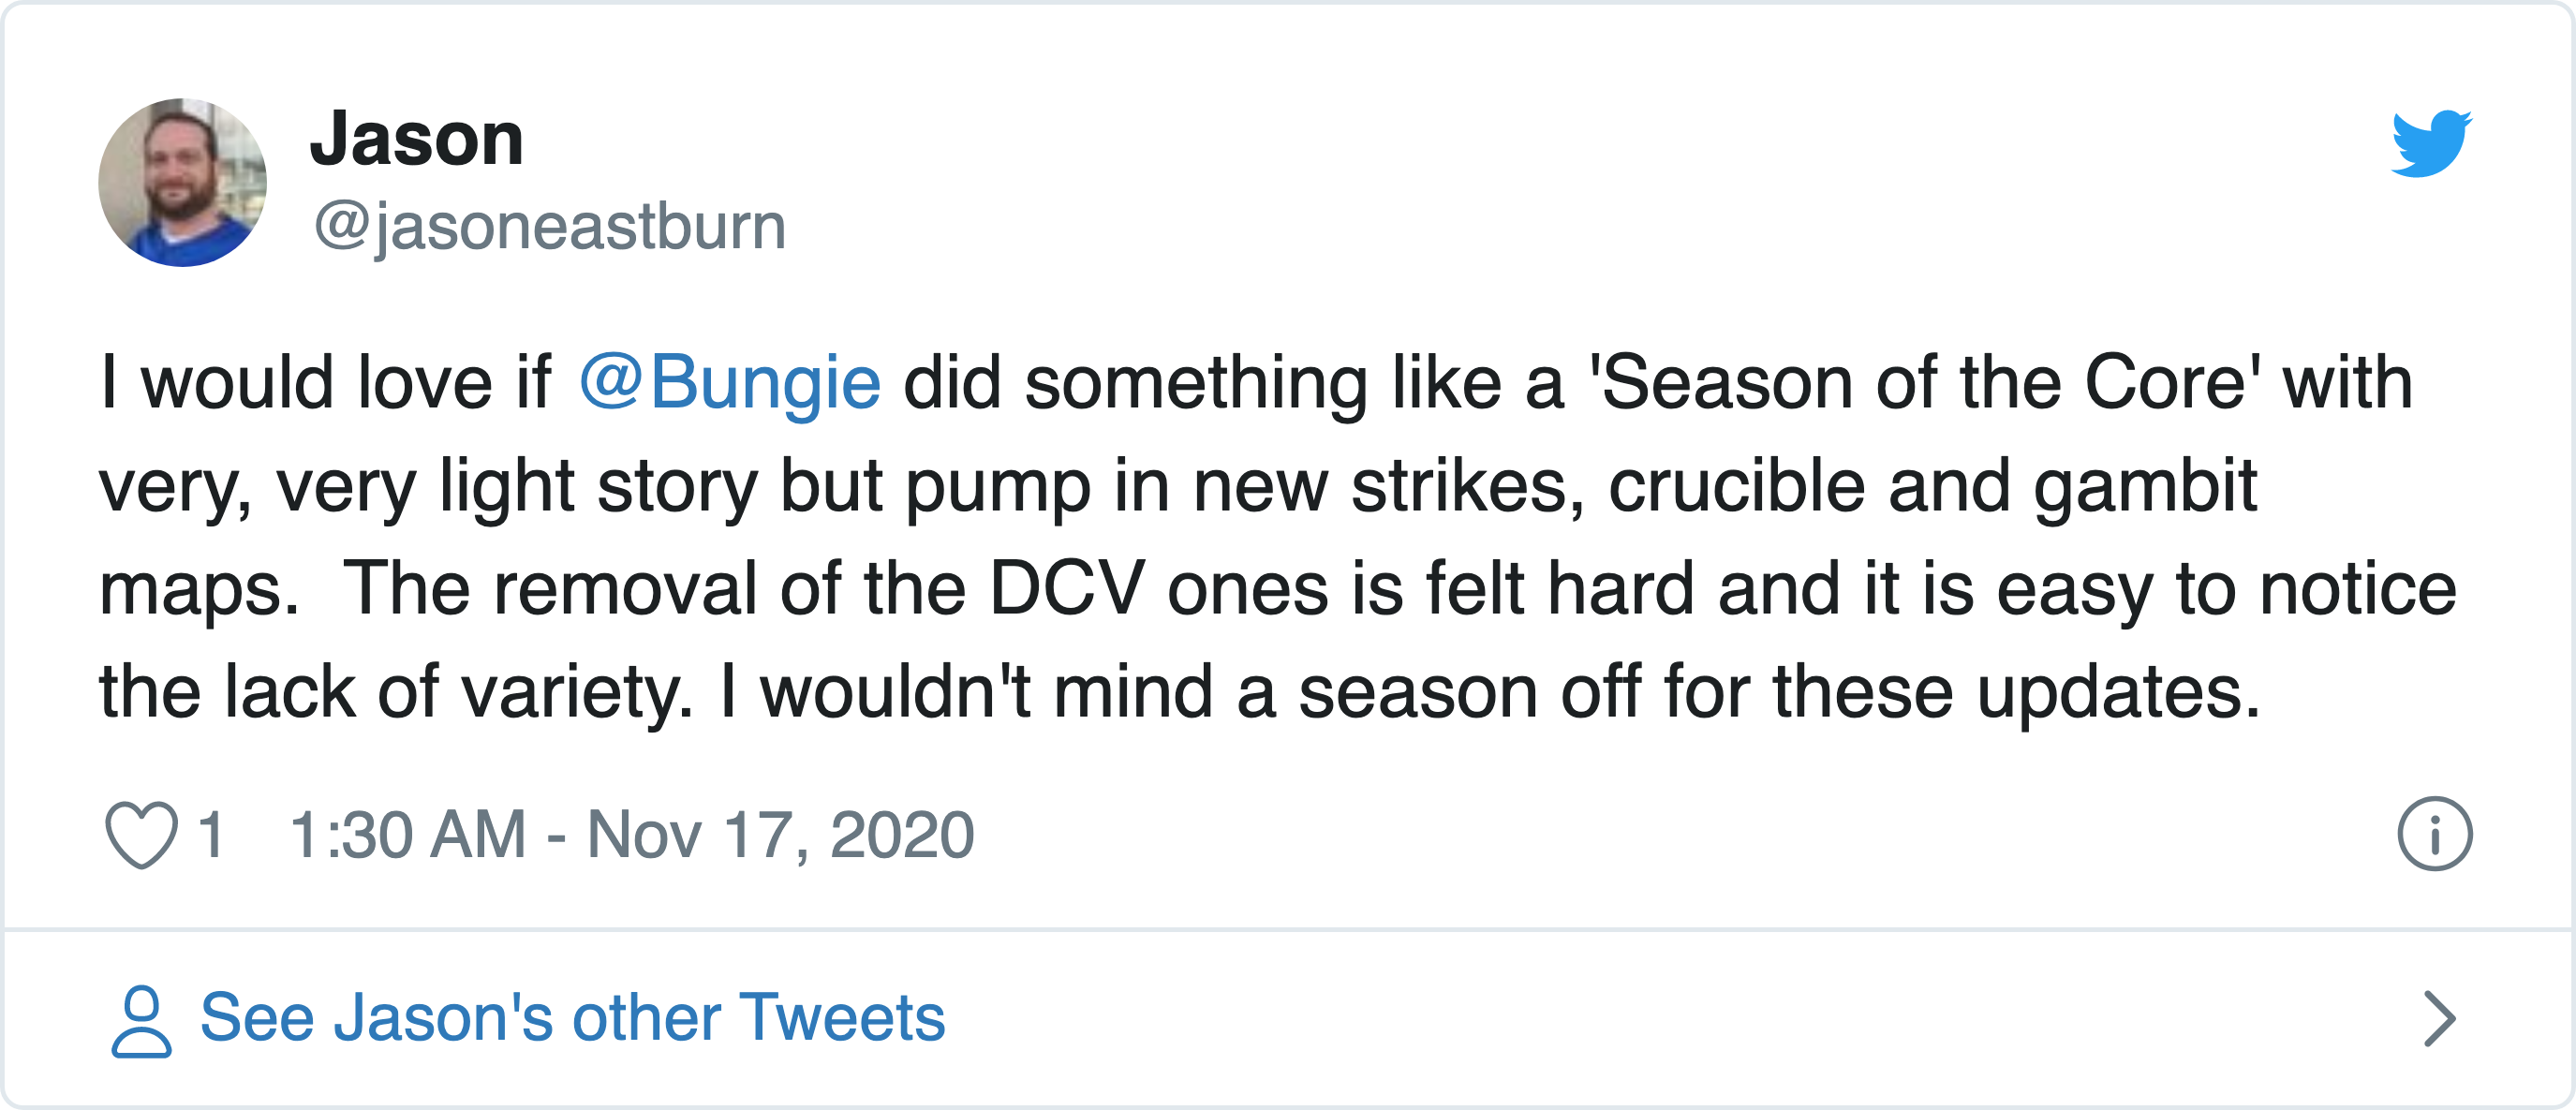 Jason
@jasoneastburn
I would love if @Bungie did something like a 'Season of the Core' with
very, very light story but pump in new strikes, crucible and gambit
maps.  The removal of the DCV ones is felt hard and it is easy to notice
the lack of variety. I wouldn't mind a season off for these updates.
1 1:30 AM - Nov 17, 2020
See Jason's other Tweets